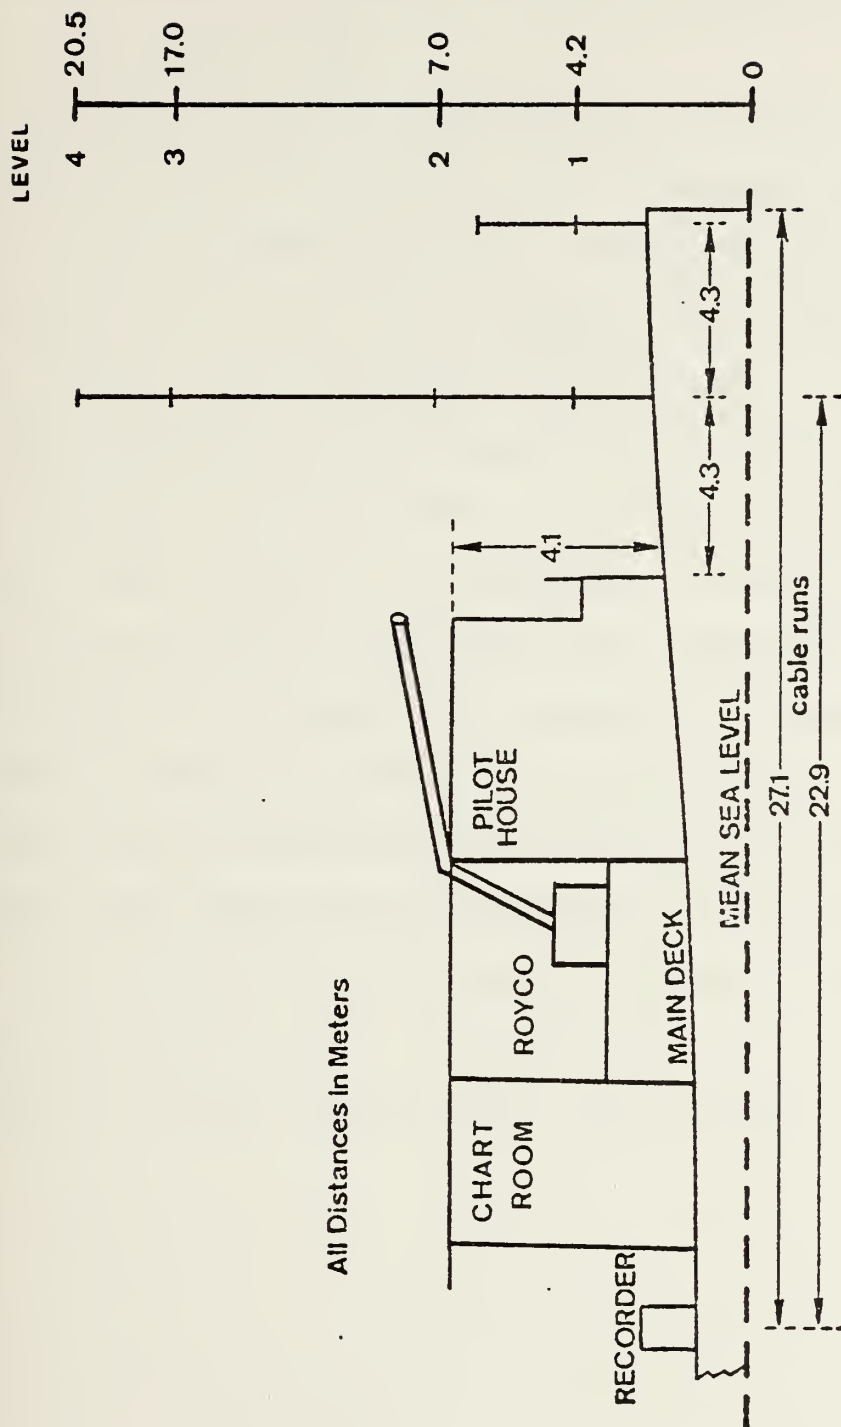 LEVEL
4 20.5
3 17.0
2 7.0
1 4.2
0
All Distances In Meters
4.1
CHART
ROOM
ROYCO
PILOT
HOUSE
RECORDER
MAIN DECK
4.3
4.3
MEAN SEA LEVEL
27.1
cable runs
22.9